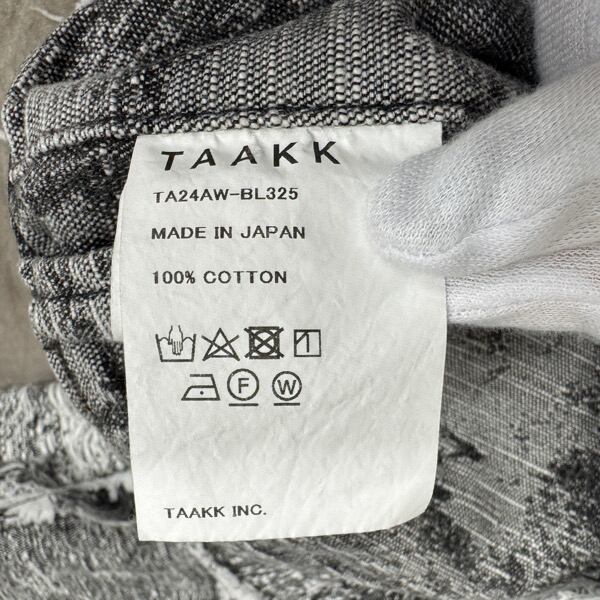 TAAKK
TA24AW-BL325
MADE IN JAPAN
100% COTTON
F W
TAAKK INC.